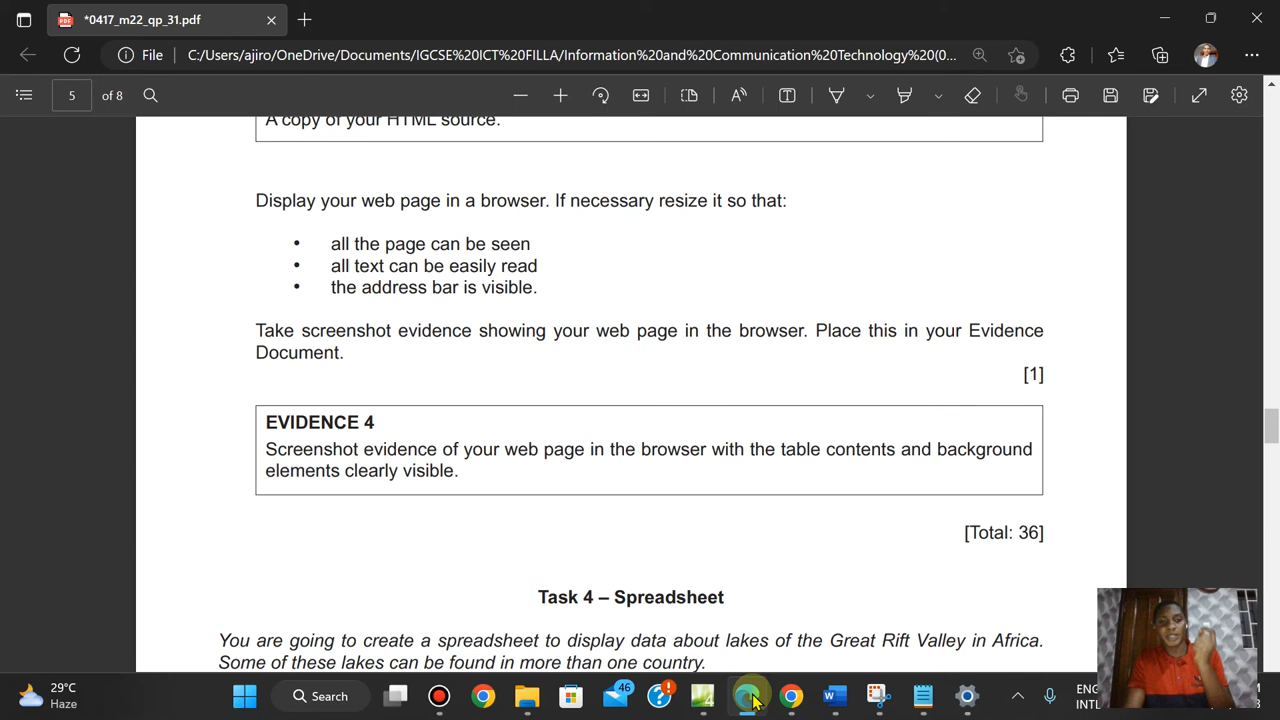 *0417_m22_qp_31.pdf
File
C:/Users/ajiro/OneDrive/Documents/IGCSE%20ICT%20FILLA/Information%20and%20Communication%20Technology%20(0...
5 of 8
A copy of your HTML source.
Display your web page in a browser. If necessary resize it so that:
• all the page can be seen
• all text can be easily read
• the address bar is visible.
Take screenshot evidence showing your web page in the browser. Place this in your Evidence
Document.
[1]
EVIDENCE 4
Screenshot evidence of your web page in the browser with the table contents and background
elements clearly visible.
[Total: 36]
Task 4 – Spreadsheet
You are going to create a spreadsheet to display data about lakes of the Great Rift Valley in Africa.
Some of these lakes can be found in more than one country.
29°C
Haze
Search
46
4
ENG
INTL